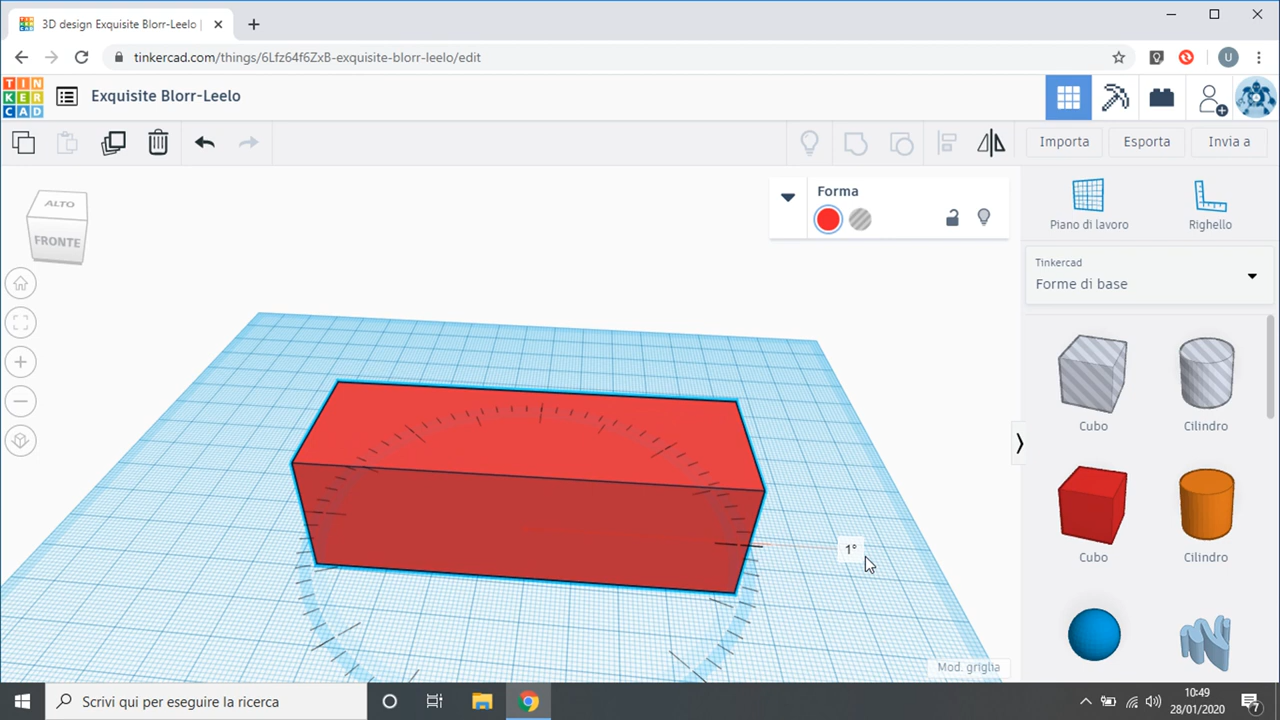 3D design Exquisite Blorr-Leelo |
tinkercad.com/things/6Lfz64f6ZxB-exquisite-blorr-leelo/edit
U
TIN
KER
CAD
Exquisite Blorr-Leelo
Importa
Esporta
Invia a
ALTO
FRONTE
Forma
Piano di lavoro
Righello
Tinkercad
Forme di base
Cubo
Cilindro
Cubo
Cilindro
1°
Mod. griglia
Scrivi qui per eseguire la ricerca
10:49
28/01/2020
7